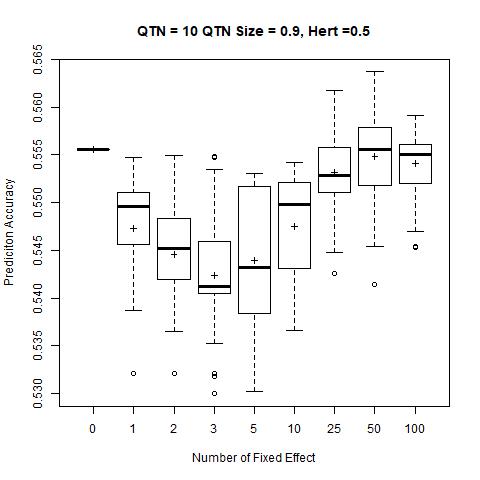 QTN = 10 QTN Size = 0.9, Hert =0.5
Prediciton Accuracy
0.565
0.560
0.555
0.550
0.545
0.540
0.535
0.530
0 1 2 3 5 10 25 50 100
Number of Fixed Effect